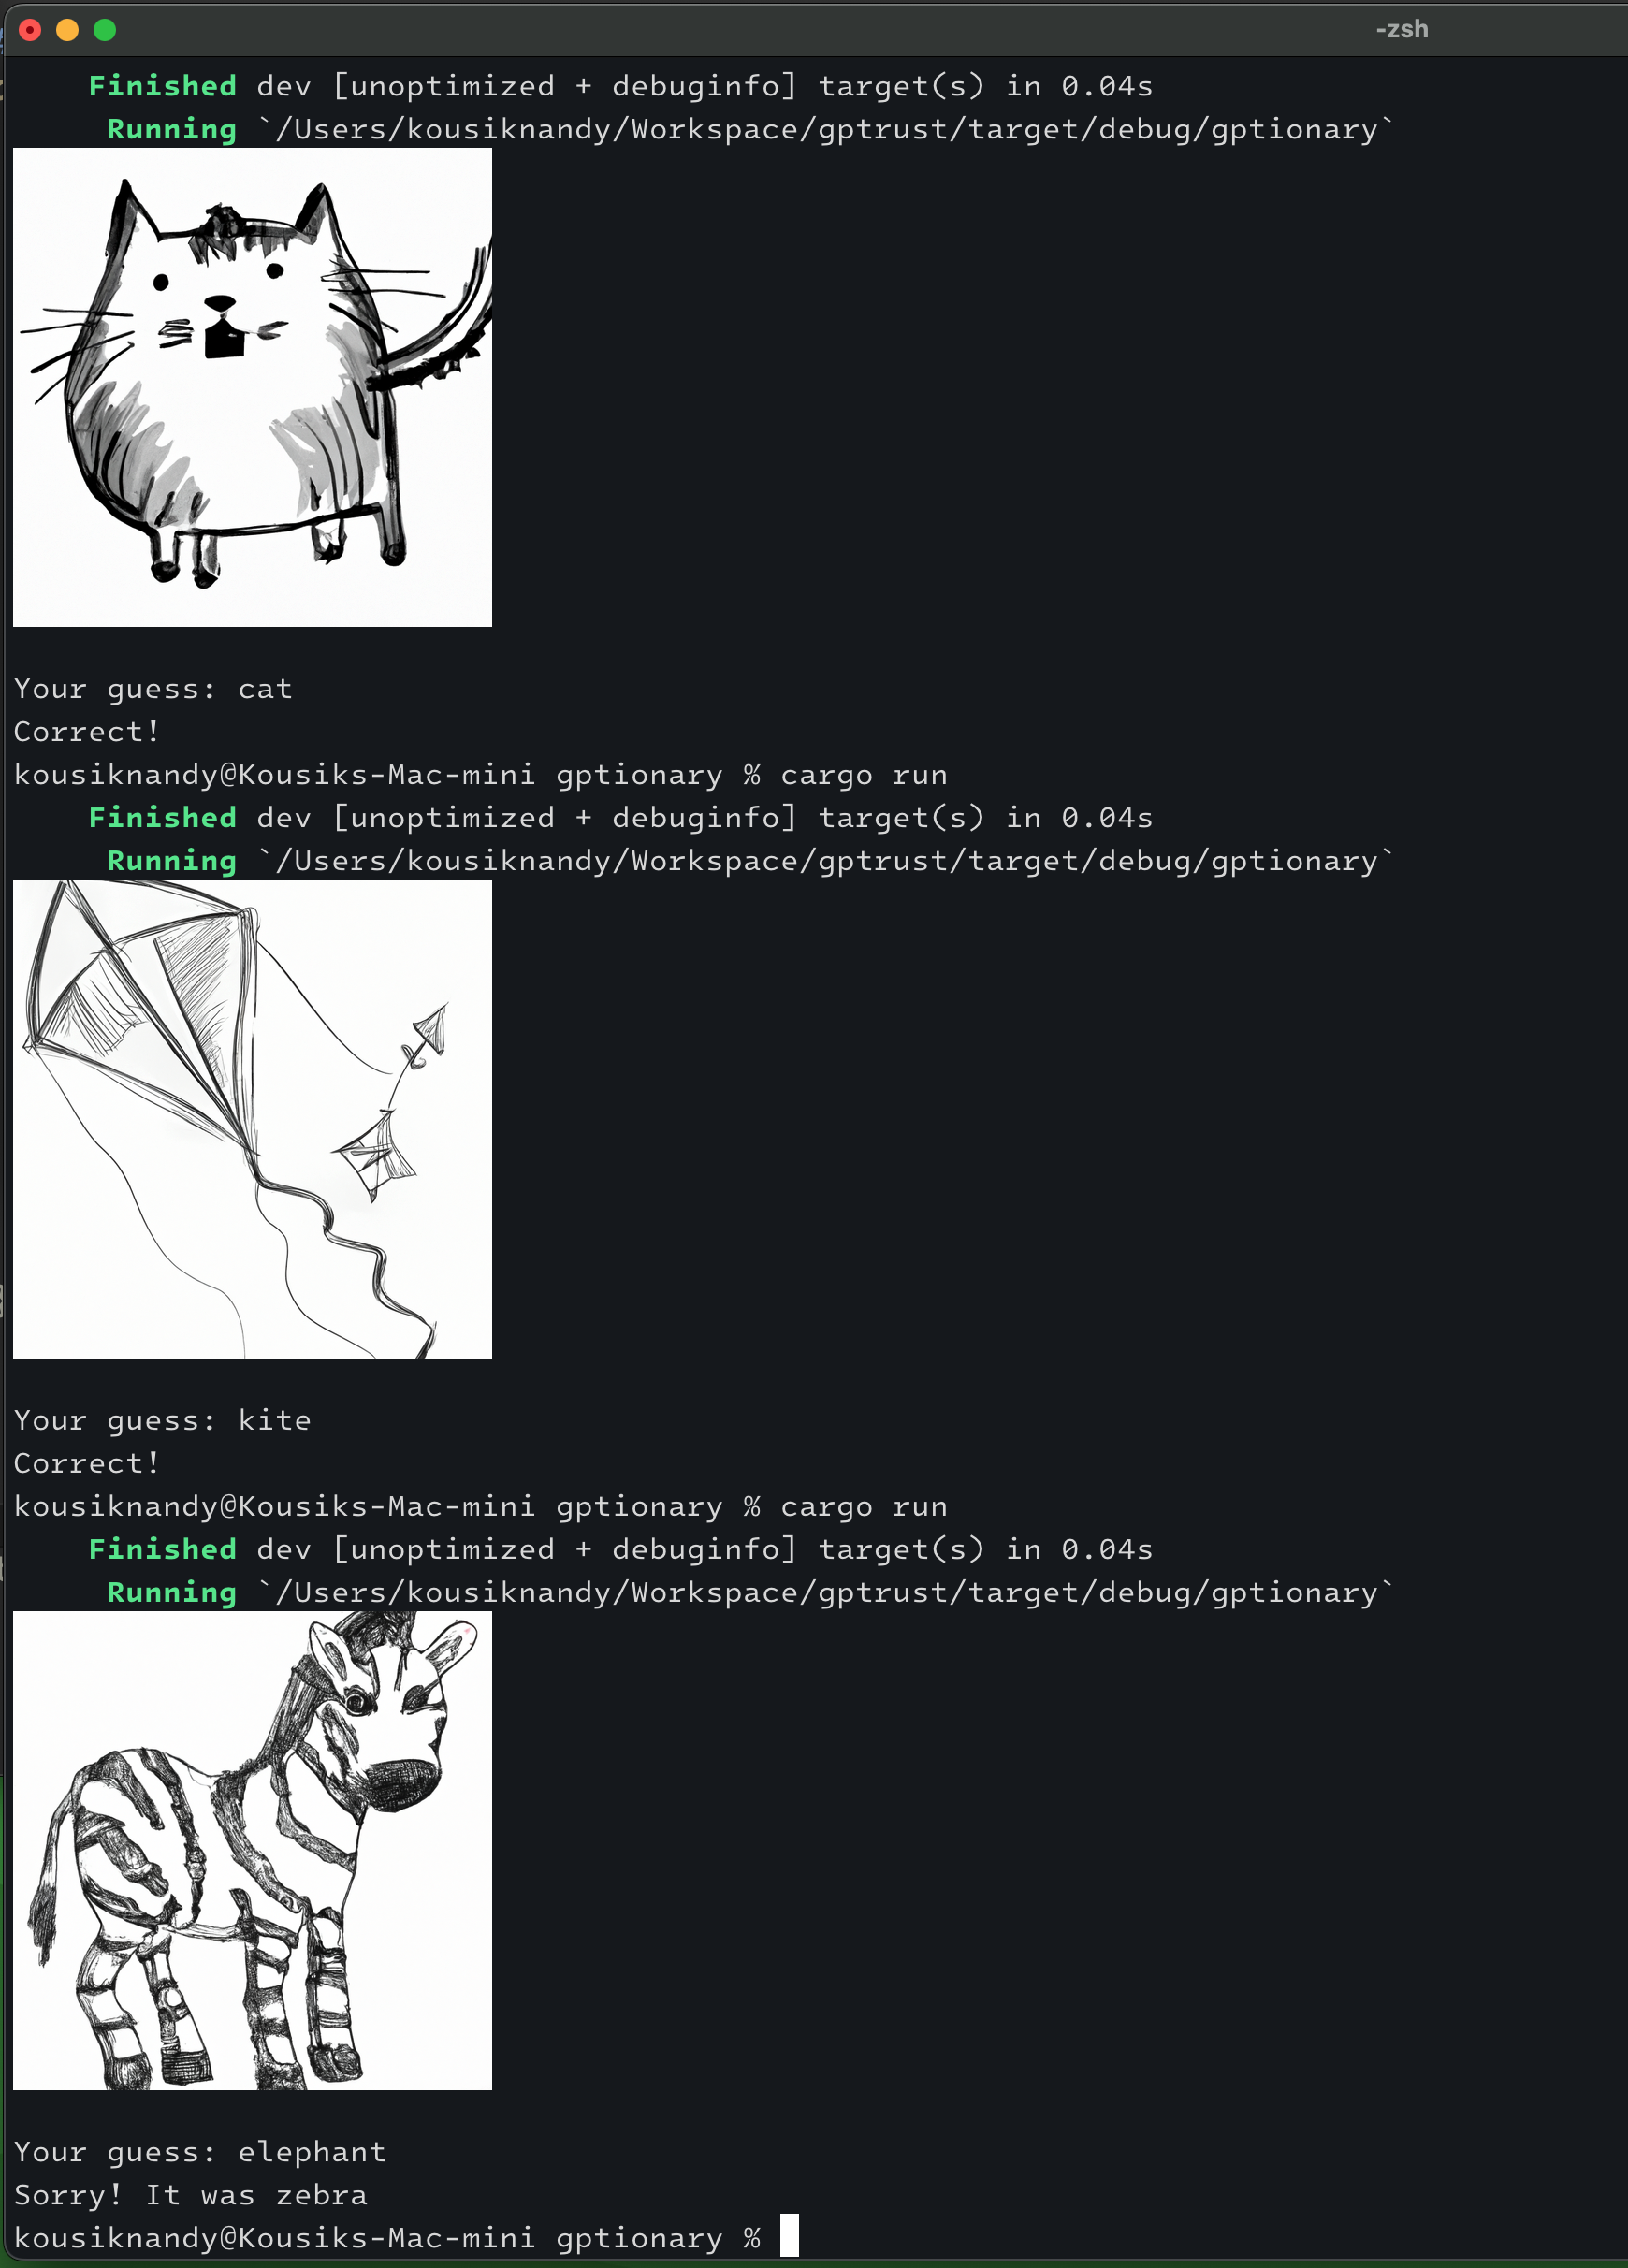 -zsh
Finished dev [unoptimized + debuginfo] target(s) in 0.04s
Running `/Users/kousiknandy/Workspace/gptrust/target/debug/gptionary`
Your guess: cat
Correct!
kousiknandy@Kousiks-Mac-mini gptionary % cargo run
Finished dev [unoptimized + debuginfo] target(s) in 0.04s
Running `/Users/kousiknandy/Workspace/gptrust/target/debug/gptionary`
Your guess: kite
Correct!
kousiknandy@Kousiks-Mac-mini gptionary % cargo run
Finished dev [unoptimized + debuginfo] target(s) in 0.04s
Running `/Users/kousiknandy/Workspace/gptrust/target/debug/gptionary`
Your guess: elephant
Sorry! It was zebra
kousiknandy@Kousiks-Mac-mini gptionary %